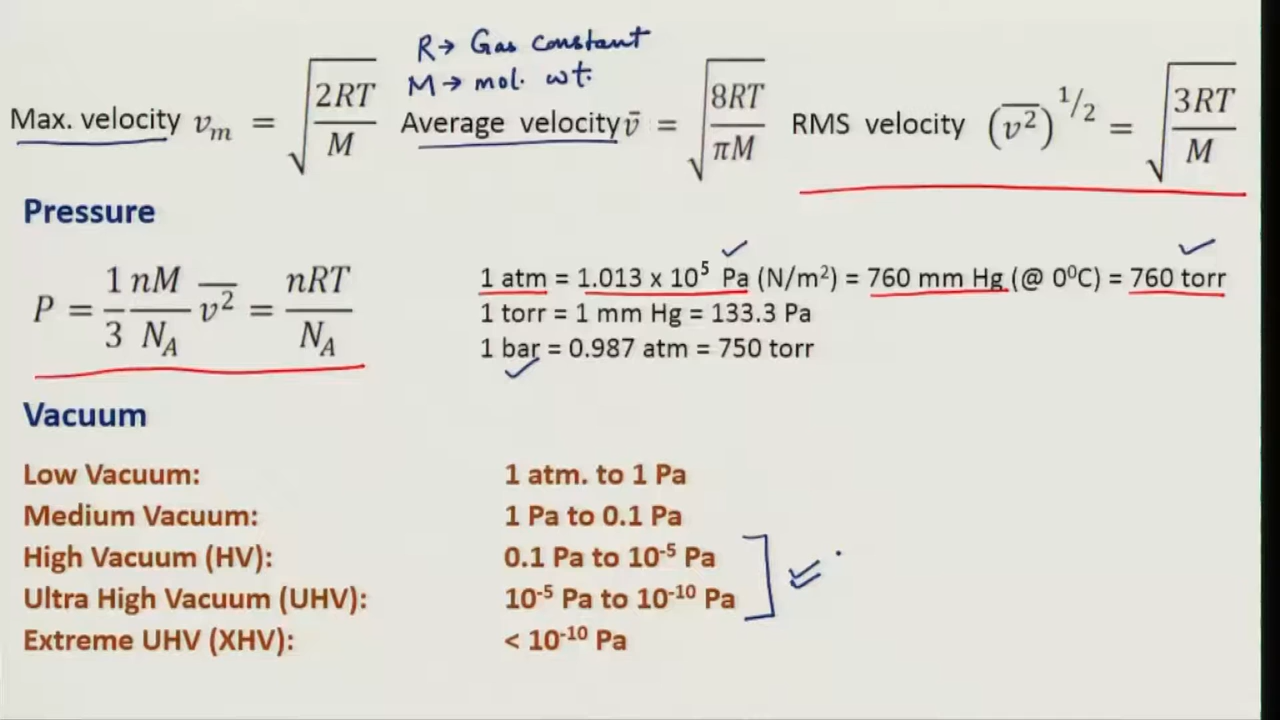 R → Gas constant
M → mol. wt.
Max. velocity v_m = √(2RT/M) Average velocity v̄ = √(8RT/πM) RMS velocity (v̄²)^1/2 = √(3RT/M)
Pressure
P = 1/3 nM/N_A v̄² = nRT/N_A
1 atm = 1.013 x 10⁵ Pa (N/m²) = 760 mm Hg (@ 0⁰C) = 760 torr
1 torr = 1 mm Hg = 133.3 Pa
1 bar = 0.987 atm = 750 torr
Vacuum
Low Vacuum: 1 atm. to 1 Pa
Medium Vacuum: 1 Pa to 0.1 Pa
High Vacuum (HV): 0.1 Pa to 10⁻⁵ Pa
Ultra High Vacuum (UHV): 10⁻⁵ Pa to 10⁻¹⁰ Pa
Extreme UHV (XHV): < 10⁻¹⁰ Pa